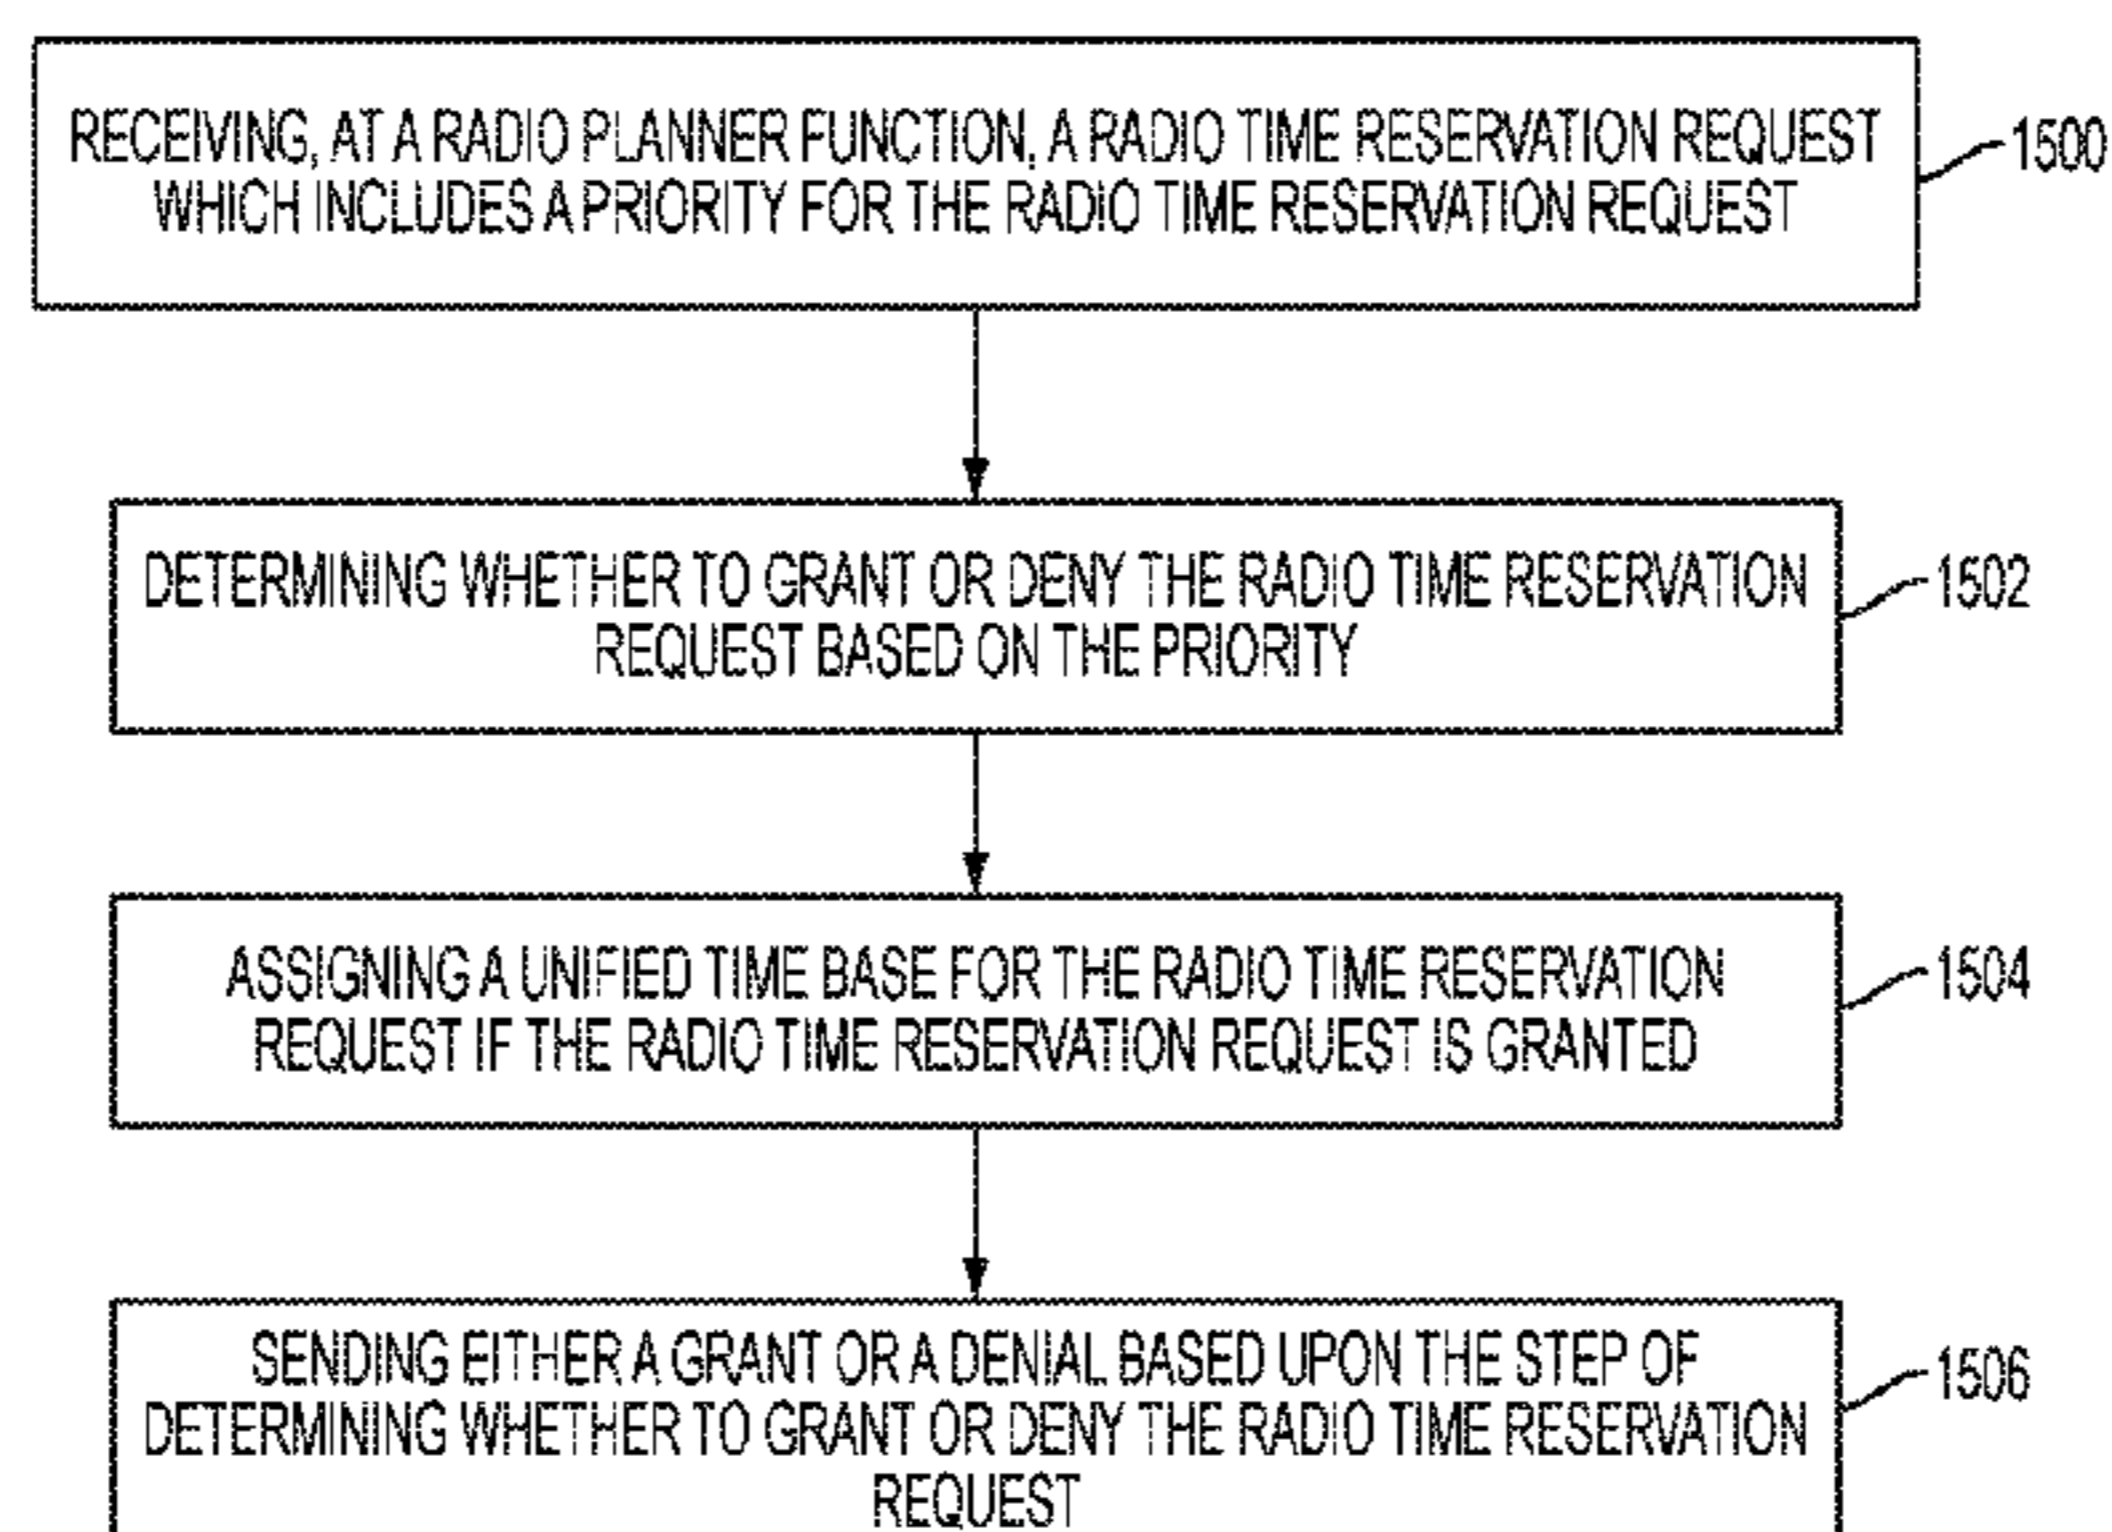 RECEIVING, AT A RADIO PLANNER FUNCTION, A RADIO TIME RESERVATION REQUEST
WHICH INCLUDES A PRIORITY FOR THE RADIO TIME RESERVATION REQUEST
1500
DETERMINING WHETHER TO GRANT OR DENY THE RADIO TIME RESERVATION
REQUEST BASED ON THE PRIORITY
1502
ASSIGNING A UNIFIED TIME BASE FOR THE RADIO TIME RESERVATION
REQUEST IF THE RADIO TIME RESERVATION REQUEST IS GRANTED
1504
SENDING EITHER A GRANT OR A DENIAL BASED UPON THE STEP OF
DETERMINING WHETHER TO GRANT OR DENY THE RADIO TIME RESERVATION
REQUEST
1506